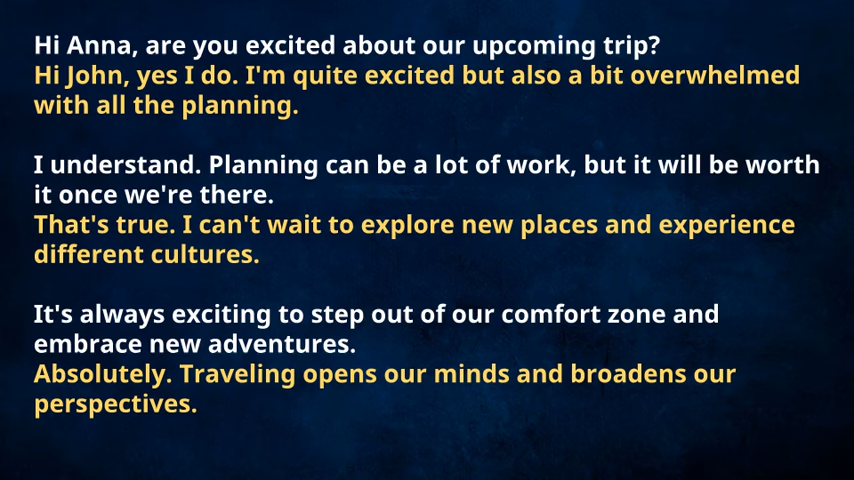 Hi Anna, are you excited about our upcoming trip?
Hi John, yes I do. I'm quite excited but also a bit overwhelmed
with all the planning.
I understand. Planning can be a lot of work, but it will be worth
it once we're there.
That's true. I can't wait to explore new places and experience
different cultures.
It's always exciting to step out of our comfort zone and
embrace new adventures.
Absolutely. Traveling opens our minds and broadens our
perspectives.